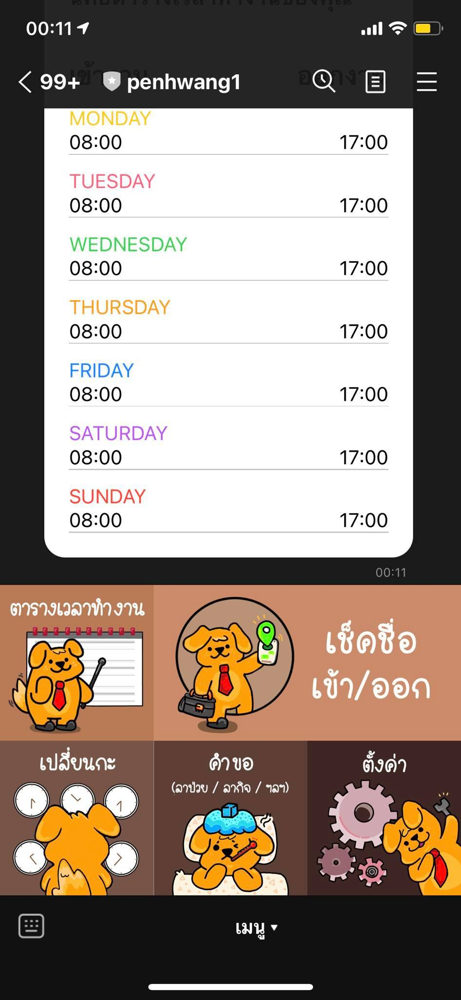 00:11
99+
penhwang1
MONDAY
08:00 17:00
TUESDAY
08:00 17:00
WEDNESDAY
08:00 17:00
THURSDAY
08:00 17:00
FRIDAY
08:00 17:00
SATURDAY
08:00 17:00
SUNDAY
08:00 17:00
00:11
ตารางเวลาทำงาน
เช็คชื่อ
เข้า/ออก
เปลี่ยนกะ
คำขอ
(ลาป่วย / ลากิจ / ฯลฯ)
ตั้งค่า
เมนู